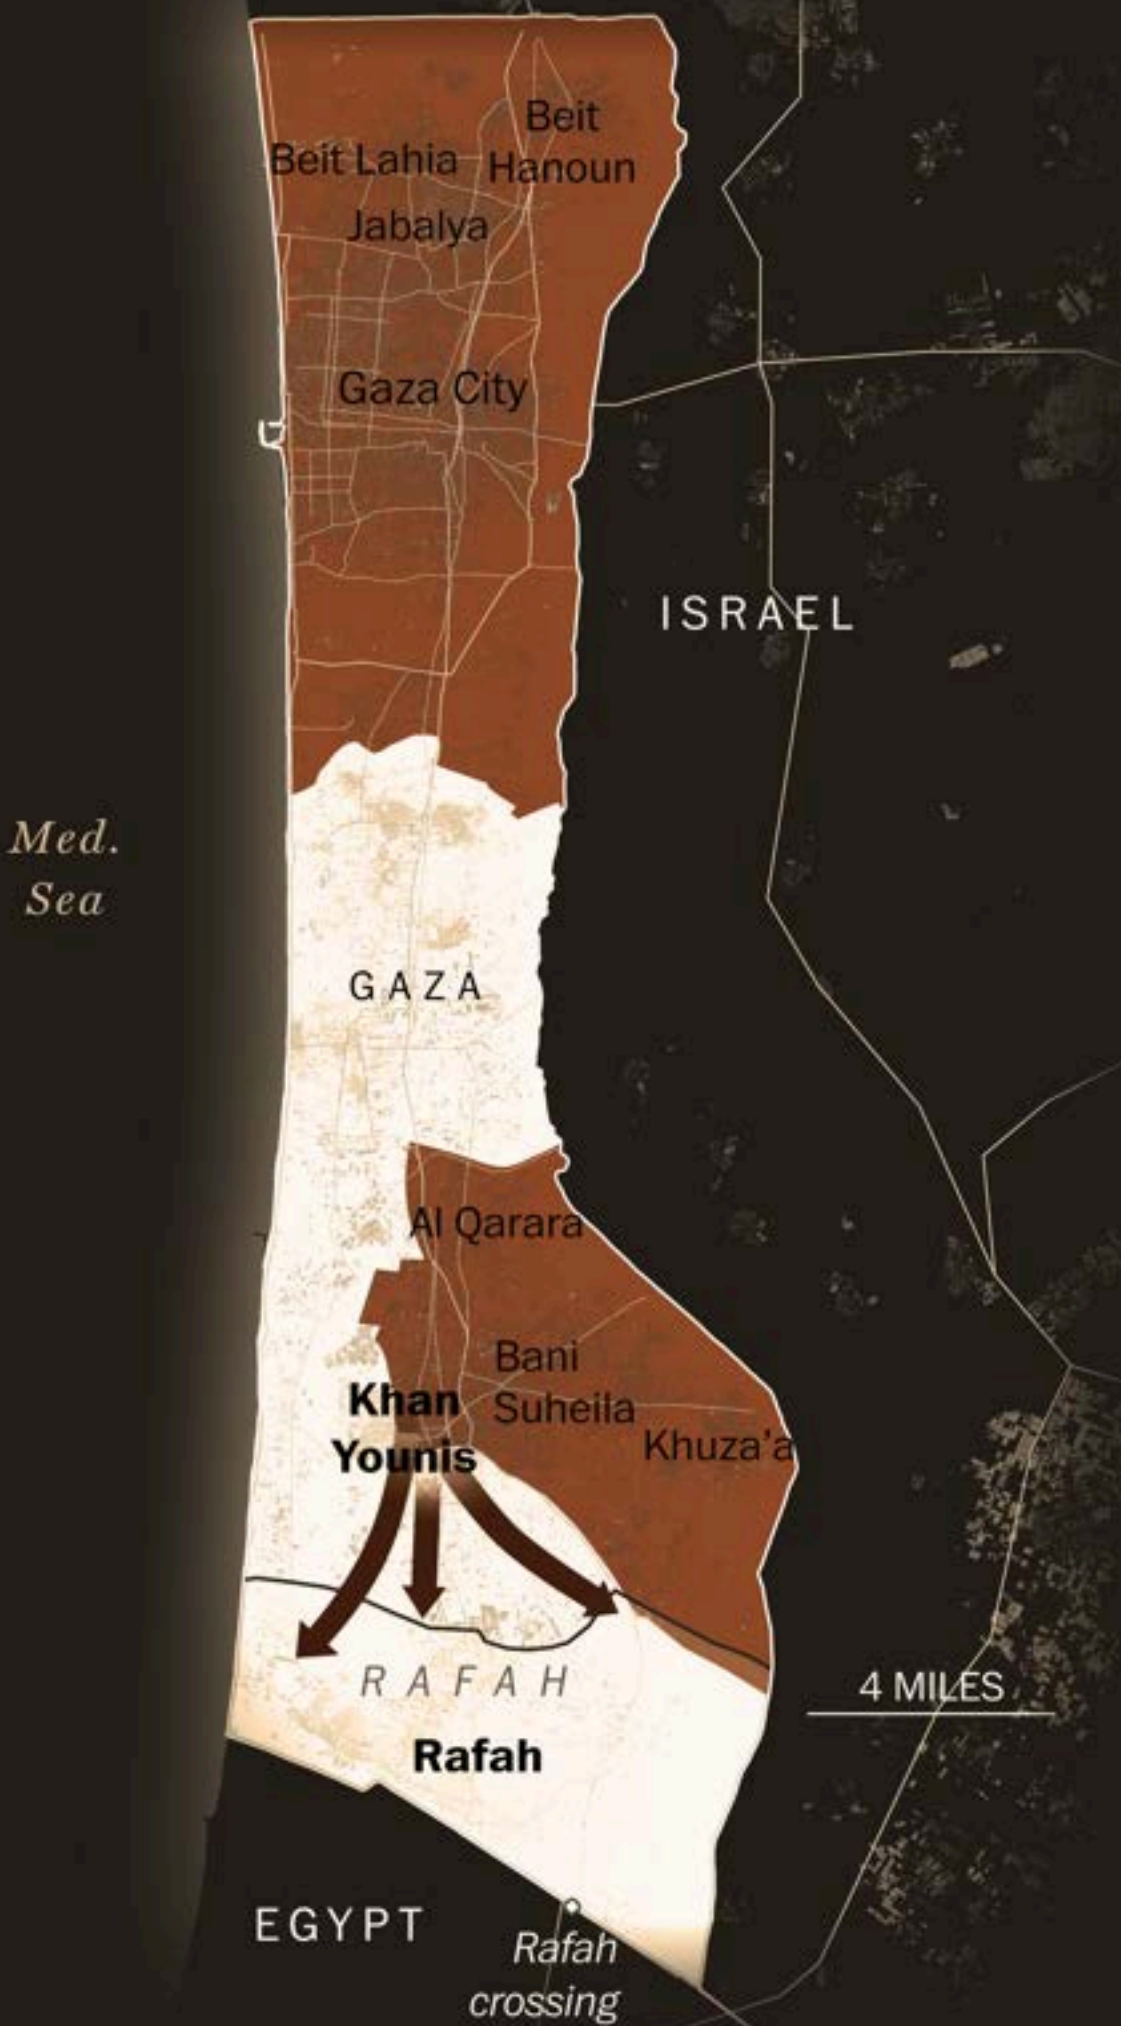 Beit
Hanoun
Beit Lahia
Jabalya
Gaza City
ISRAEL
Med.
Sea
GAZA
Al Qarara
Bani
Suheila
Khan
Younis
Khuza'a
RAFAH
4 MILES
Rafah
EGYPT
Rafah
crossing